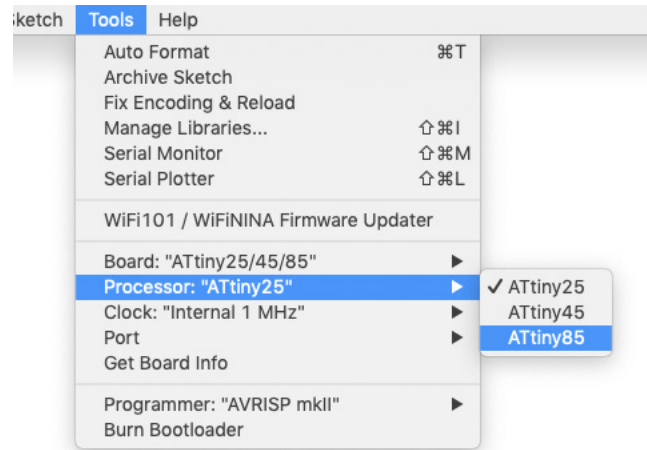 ketch Tools Help
Auto Format ⌘T
Archive Sketch
Fix Encoding & Reload
Manage Libraries... ⇧⌘I
Serial Monitor ⇧⌘M
Serial Plotter ⇧⌘L
WiFi101 / WiFiNINA Firmware Updater
Board: "ATtiny25/45/85" ▶
Processor: "ATtiny25" ▶ ✓ ATtiny25
Clock: "Internal 1 MHz" ▶ ATtiny45
Port ▶ ATtiny85
Get Board Info
Programmer: "AVRISP mkII" ▶
Burn Bootloader